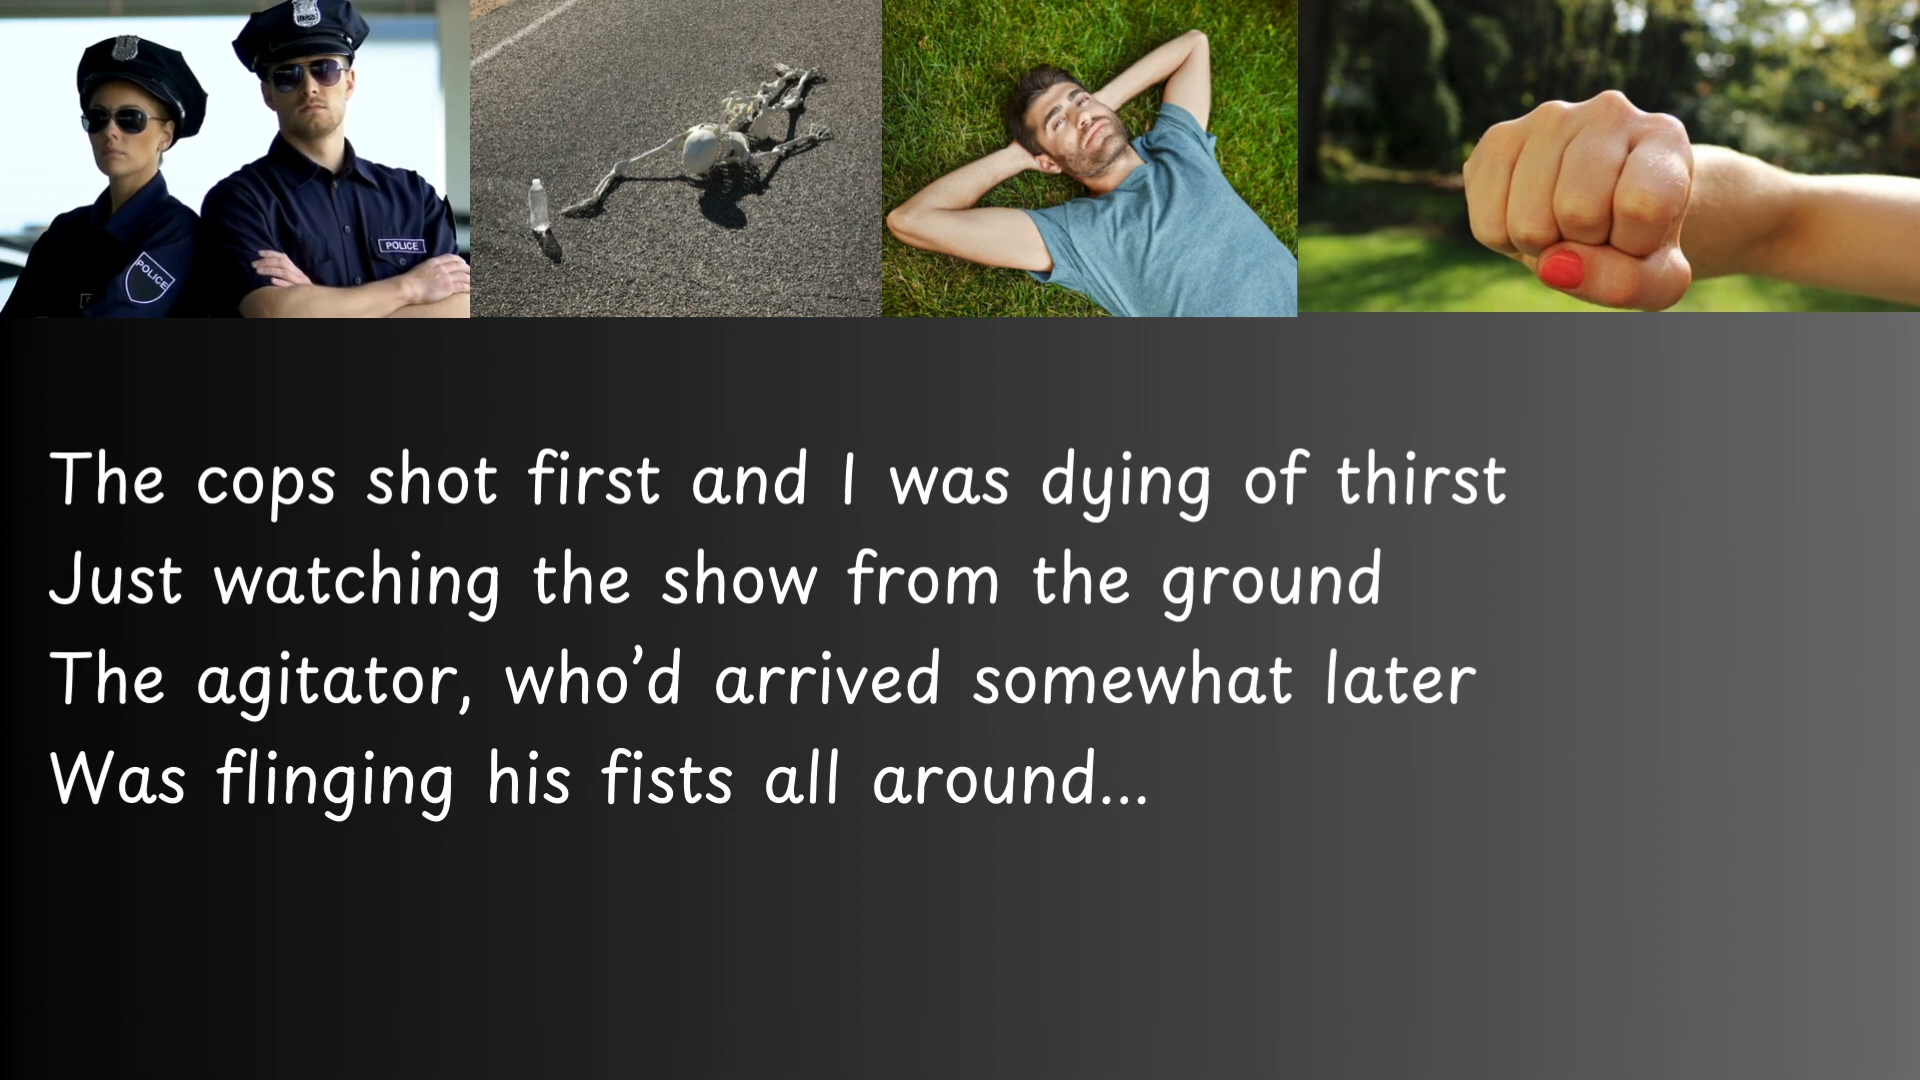 POLICE
POLICE
The cops shot first and I was dying of thirst
Just watching the show from the ground
The agitator, who’d arrived somewhat later
Was flinging his fists all around...